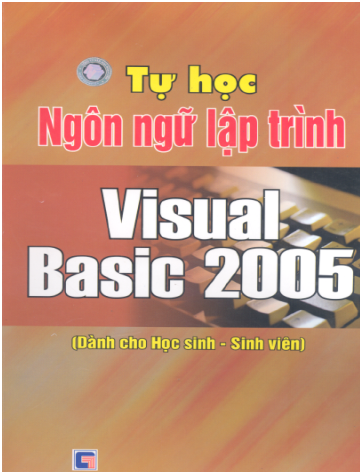 Tự học
Ngôn ngữ lập trình
Visual
Basic 2005
(Dành cho Học sinh - Sinh viên)